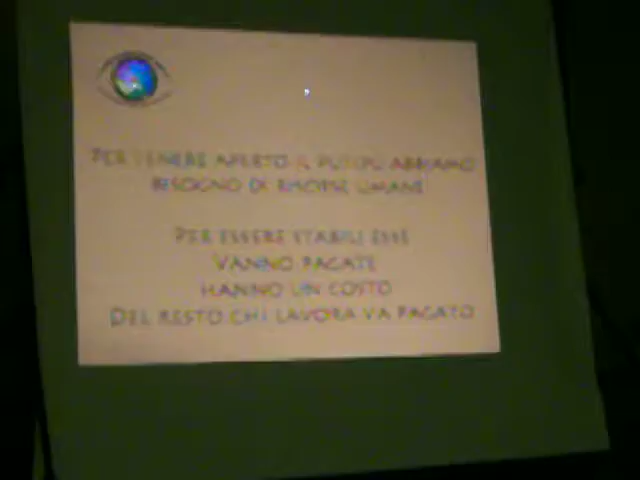 PER TENERE APERTO IL ABBIAMO
BISOGNO DI RISORSE UMANE
PER ESSERE STABILI ESSE
VANNO PAGATE
HANNO UN COSTO
DEL RESTO CHI LAVORA VA PAGATO